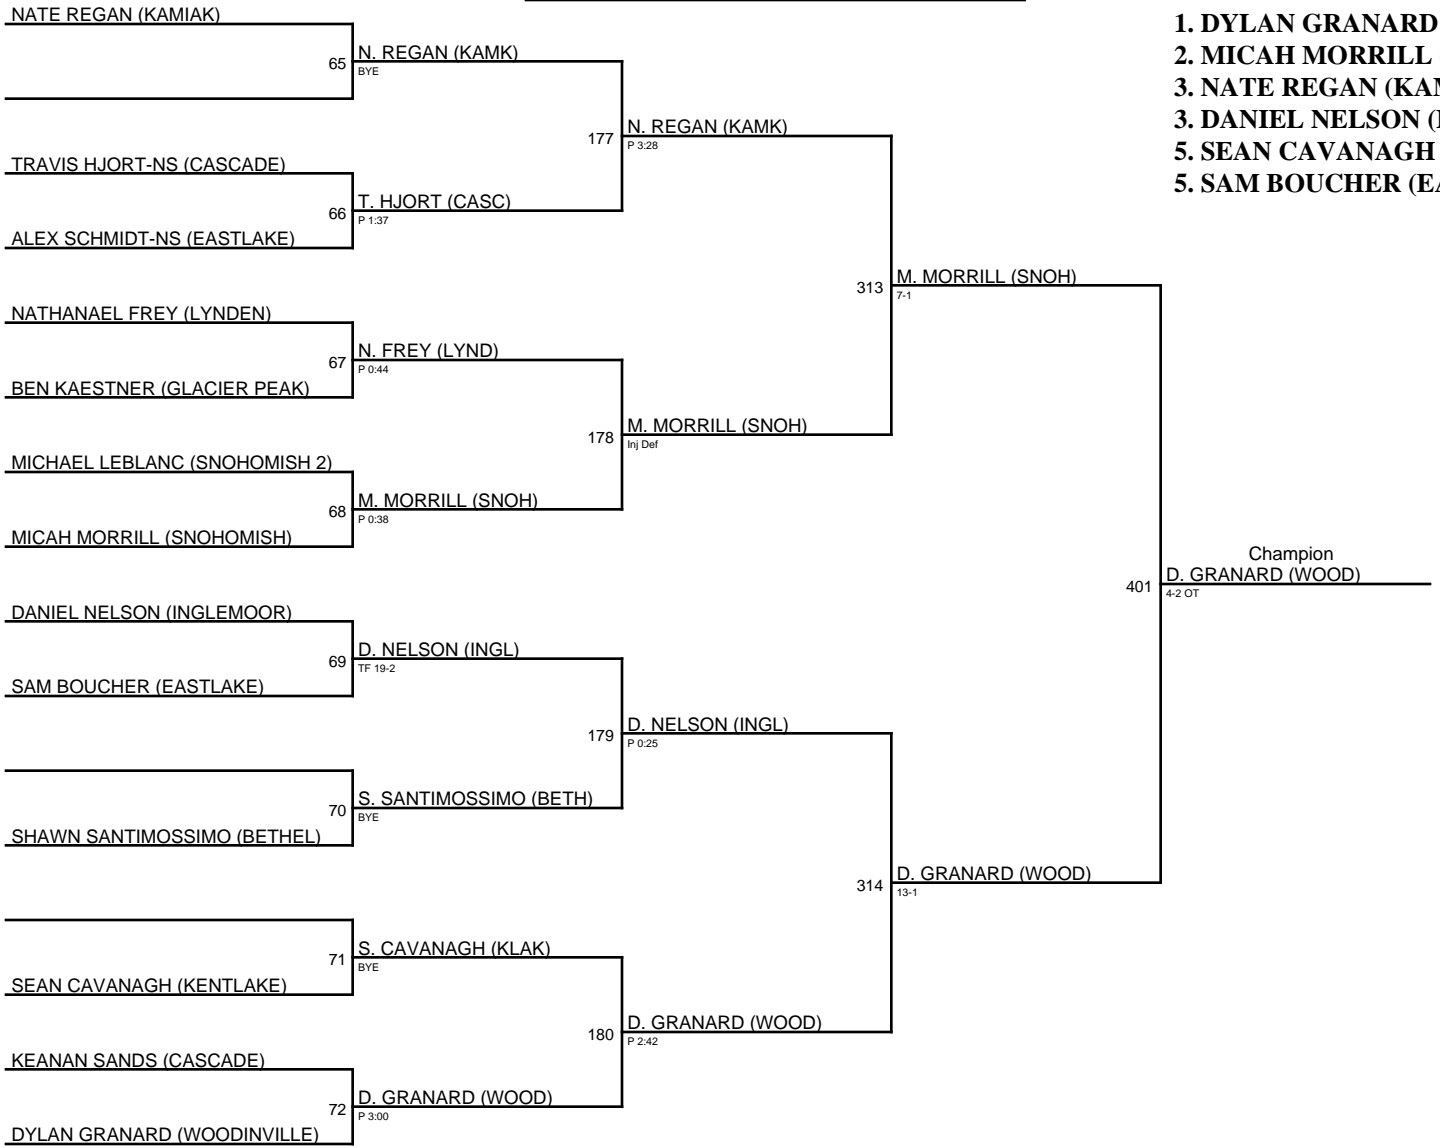 NATE REGAN (KAMIAK)
65
N. REGAN (KAMK)
BYE
TRAVIS HJORT-NS (CASCADE)
66
T. HJORT (CASC)
P 1:37
ALEX SCHMIDT-NS (EASTLAKE)
177
N. REGAN (KAMK)
P 3:28
NATHANAEL FREY (LYNDEN)
67
N. FREY (LYND)
P 0:44
BEN KAESTNER (GLACIER PEAK)
178
M. MORRILL (SNOH)
Inj Def
MICHAEL LEBLANC (SNOHOMISH 2)
68
M. MORRILL (SNOH)
P 0:38
MICAH MORRILL (SNOHOMISH)
313
M. MORRILL (SNOH)
7-1
DANIEL NELSON (INGLEMOOR)
69
D. NELSON (INGL)
TF 19-2
SAM BOUCHER (EASTLAKE)
179
D. NELSON (INGL)
P 0:25
70
S. SANTIMOSSIMO (BETH)
BYE
SHAWN SANTIMOSSIMO (BETHEL)
314
D. GRANARD (WOOD)
13-1
71
S. CAVANAGH (KLAK)
BYE
SEAN CAVANAGH (KENTLAKE)
180
D. GRANARD (WOOD)
P 2:42
KEANAN SANDS (CASCADE)
72
D. GRANARD (WOOD)
P 3:00
DYLAN GRANARD (WOODINVILLE)
Champion
401
D. GRANARD (WOOD)
4-2 OT
1. DYLAN GRANARD
2. MICAH MORRILL
3. NATE REGAN
3. DANIEL NELSON
5. SEAN CAVANAGH
5. SAM BOUCHER